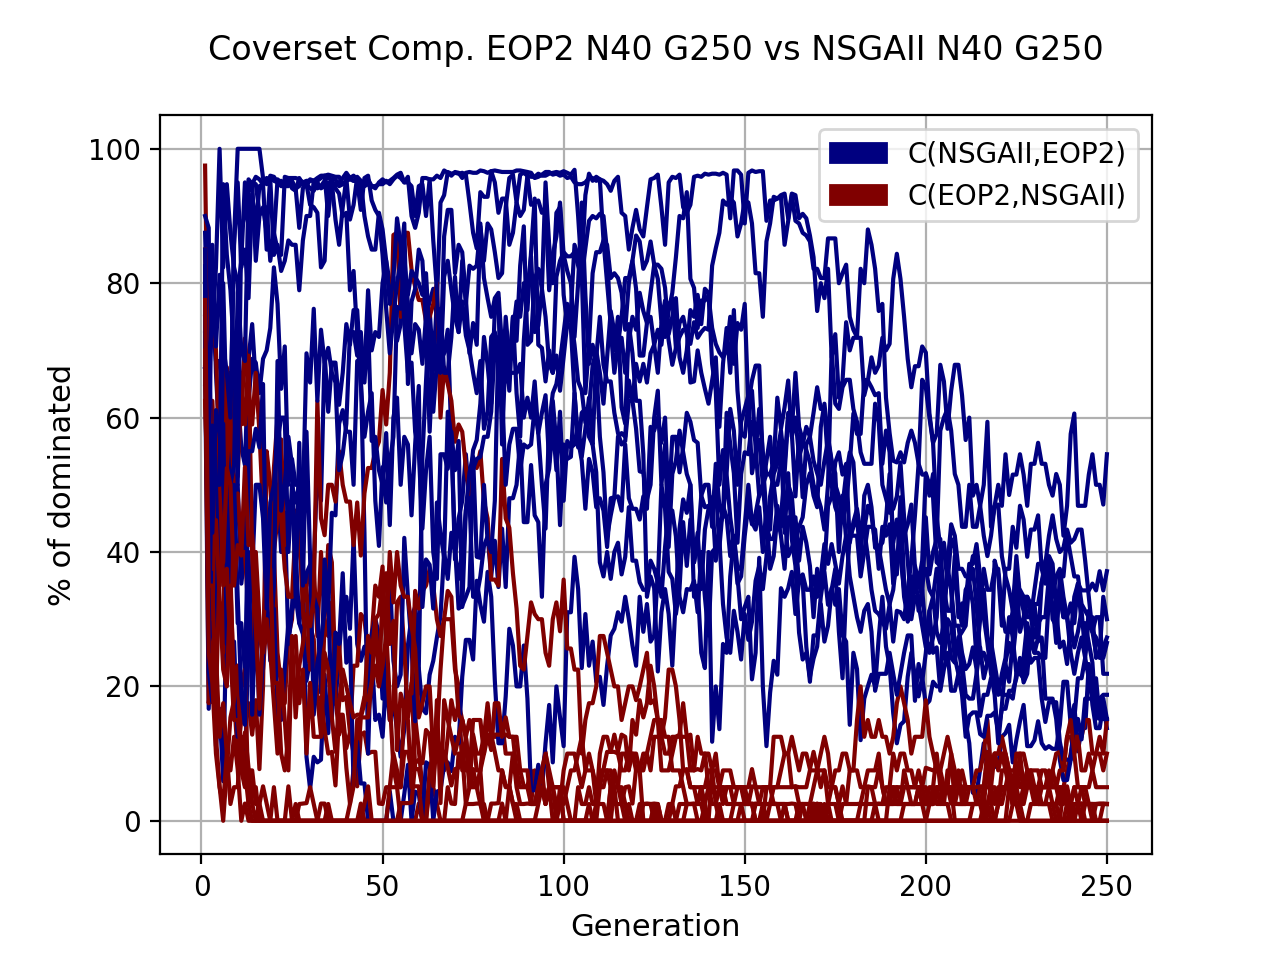 Coverset Comp. EOP2 N40 G250 vs NSGAII N40 G250
C(NSGAII,EOP2)
C(EOP2,NSGAII)
% of dominated
100
80
60
40
20
0
0 50 100 150 200 250
Generation